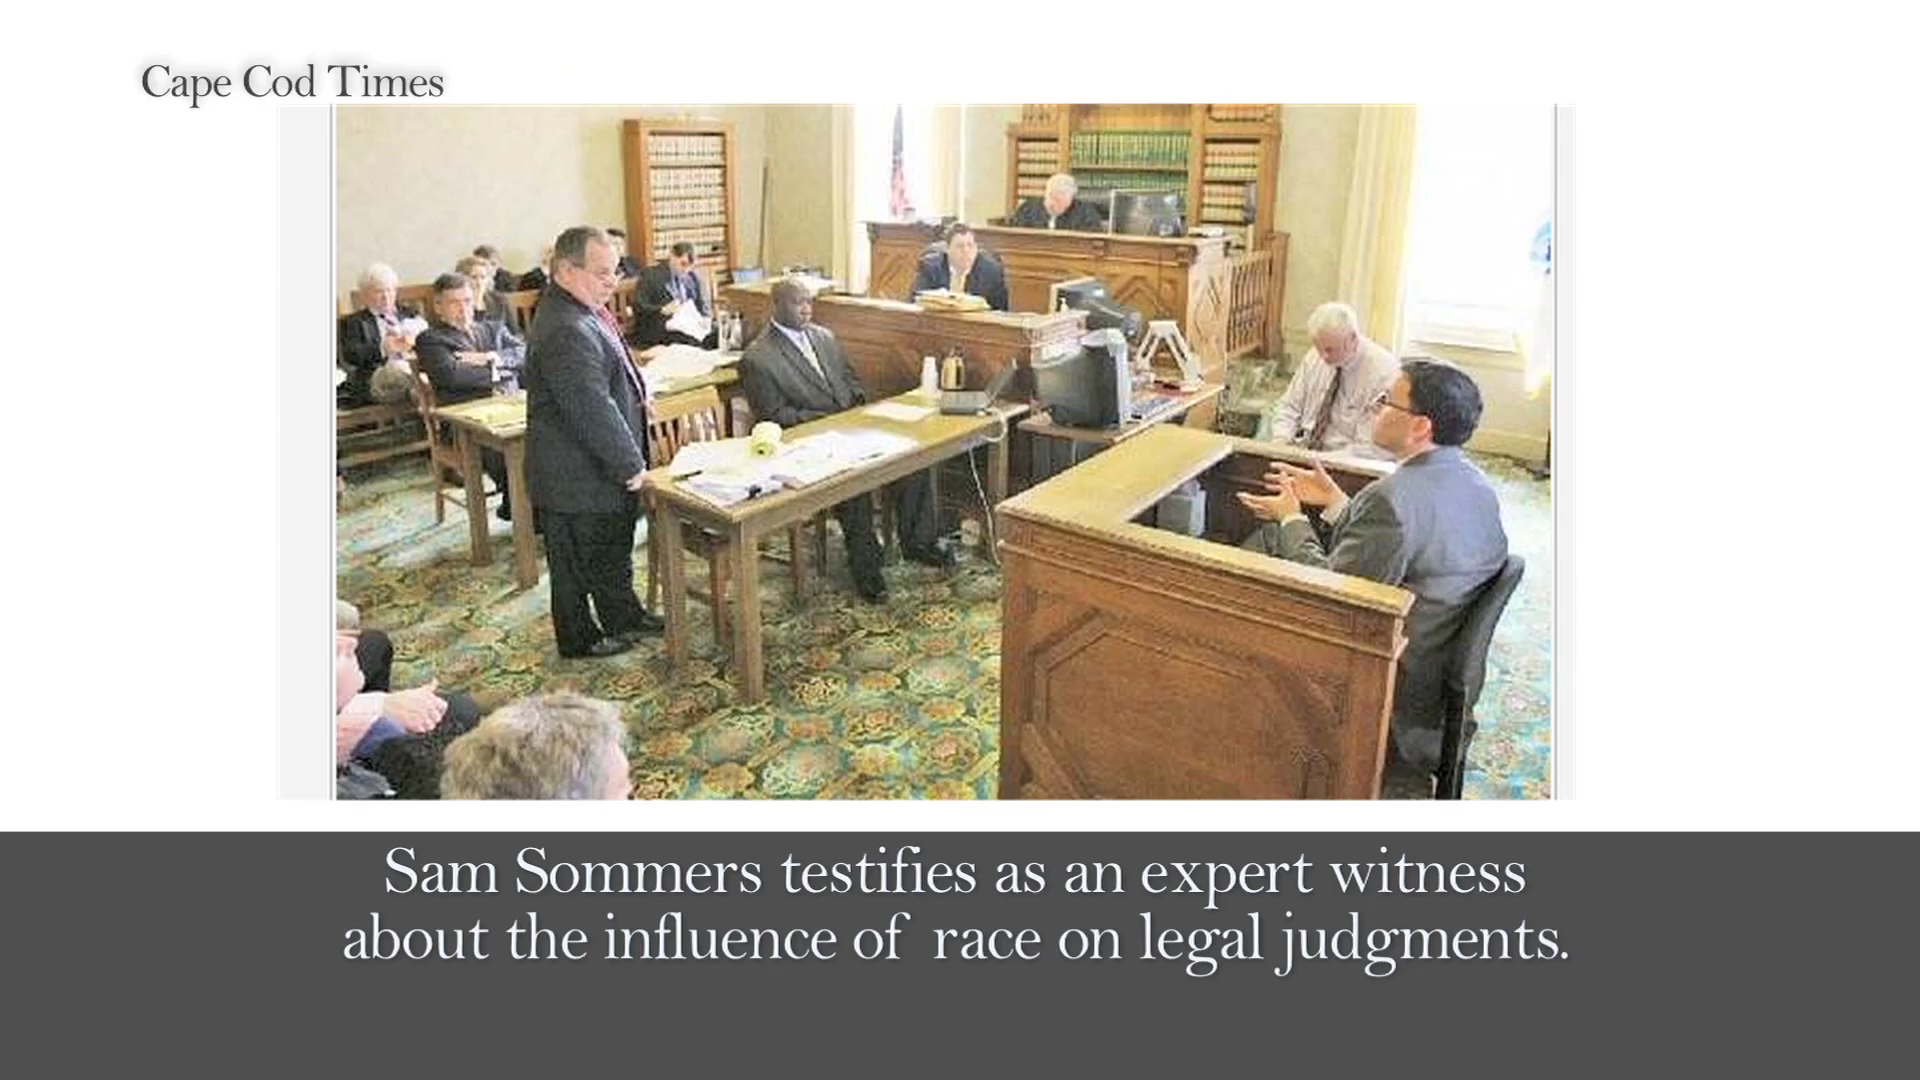 Cape Cod Times
Sam Sommers testifies as an expert witness
about the influence of race on legal judgments.